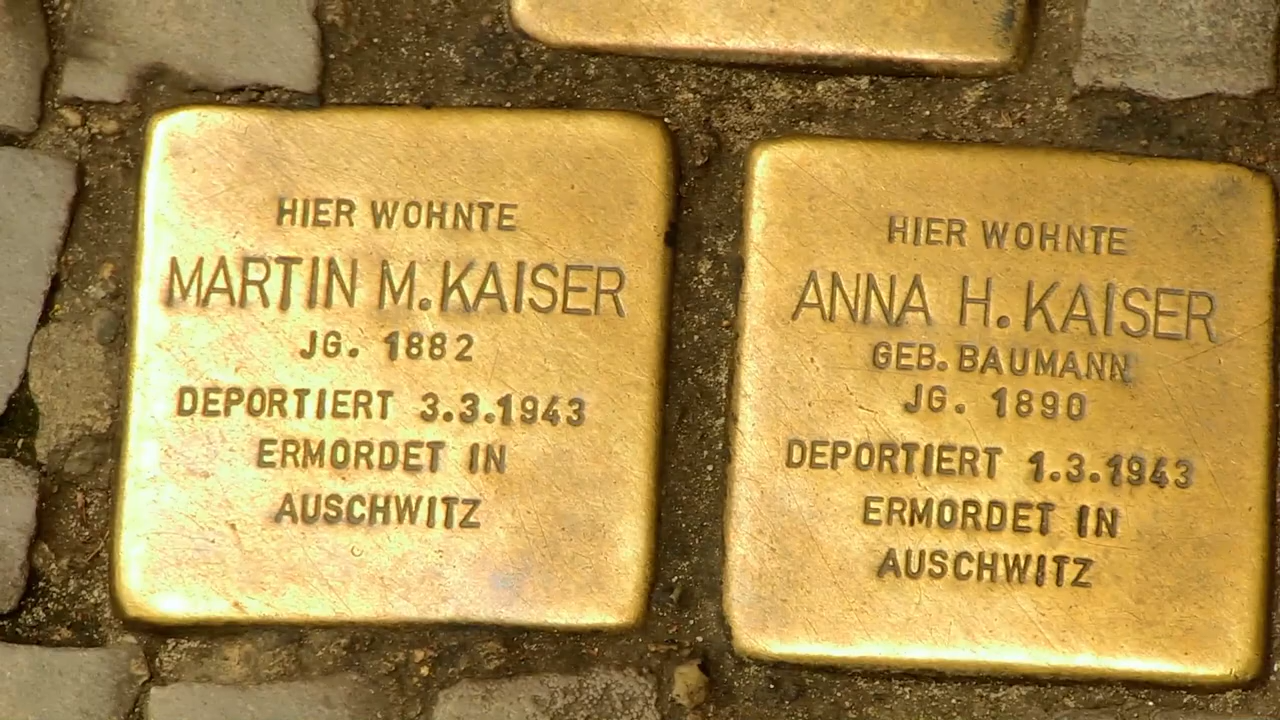 HIER WOHNTE
MARTIN M. KAISER
JG. 1882
DEPORTIERT 3.3.1943
ERMORDET IN
AUSCHWITZ
HIER WOHNTE
ANNA H. KAISER
GEB. BAUMANN
JG. 1890
DEPORTIERT 1.3.1943
ERMORDET IN
AUSCHWITZ